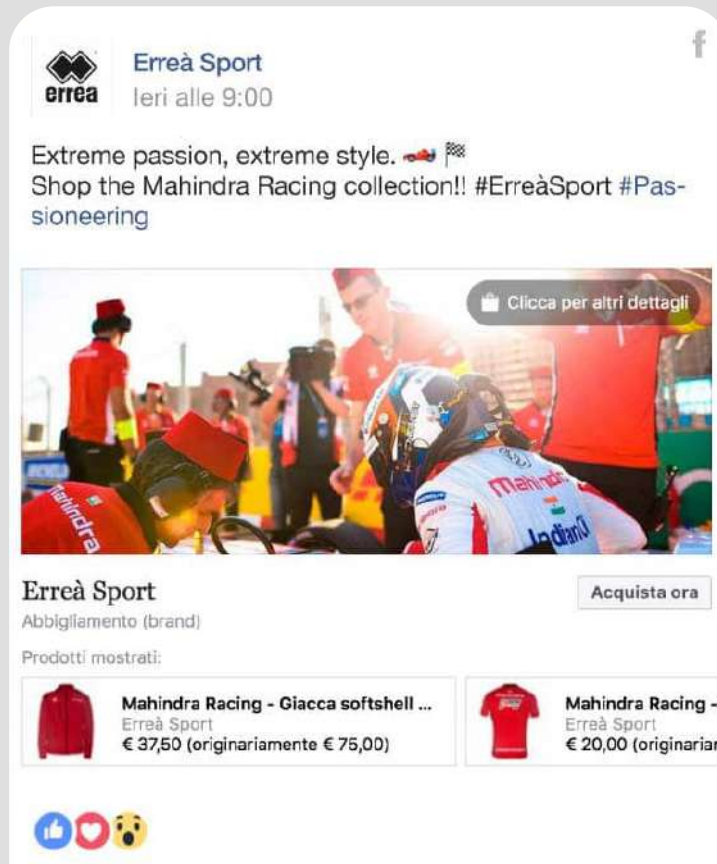 errea
Erreà Sport
Ieri alle 9:00
Extreme passion, extreme style.
Shop the Mahindra Racing collection!! #ErreàSport #Pas-
sioneering
Clicca per altri dettagli
mahindra
IndianO
Erreà Sport
Acquista ora
Abbigliamento (brand)
Prodotti mostrati:
Mahindra Racing - Giacca softshell ...
Erreà Sport
€ 37,50 (originariamente € 75,00)
Mahindra Racing -
Erreà Sport
€ 20,00 (originariar